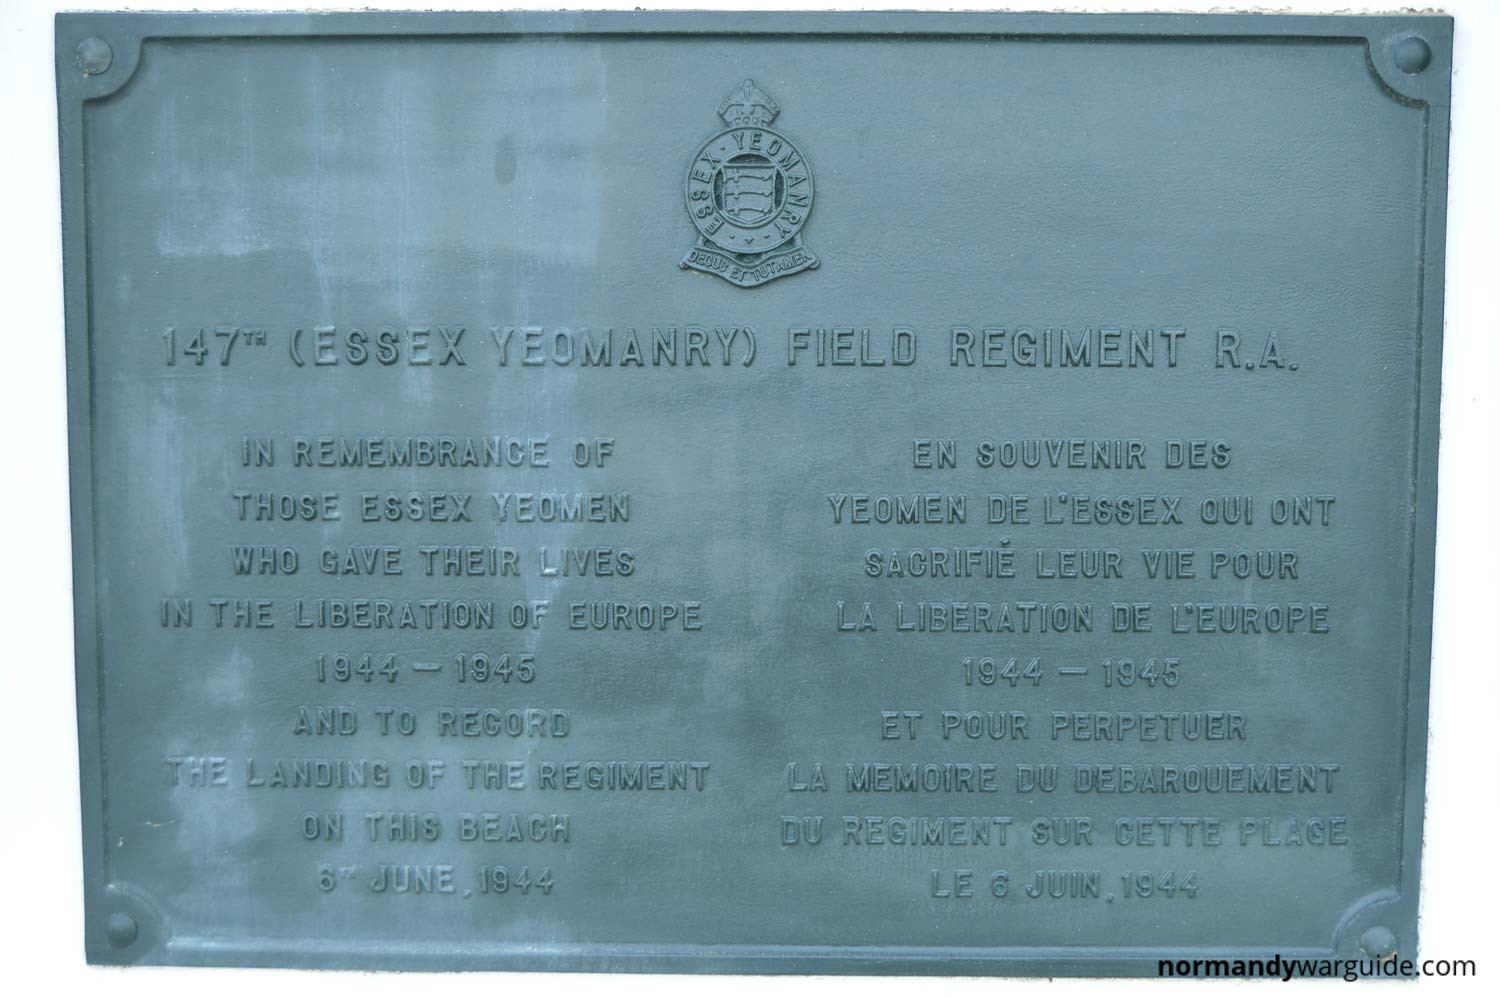 ESSEX · YEOMANRY
DECUS ET TUTAMEN
147TH (ESSEX YEOMANRY) FIELD REGIMENT R.A.
IN REMEMBRANCE OF
THOSE ESSEX YEOMEN
WHO GAVE THEIR LIVES
IN THE LIBERATION OF EUROPE
1944 – 1945
AND TO RECORD
THE LANDING OF THE REGIMENT
ON THIS BEACH
6TH JUNE, 1944
EN SOUVENIR DES
YEOMEN DE L'ESSEX QUI ONT
SACRIFIÉ LEUR VIE POUR
LA LIBERATION DE L'EUROPE
1944 – 1945
ET POUR PERPETUER
LA MEMOIRE DU DEBARQUEMENT
DU REGIMENT SUR CETTE PLAGE
LE 6 JUIN, 1944
normandywarguide.com